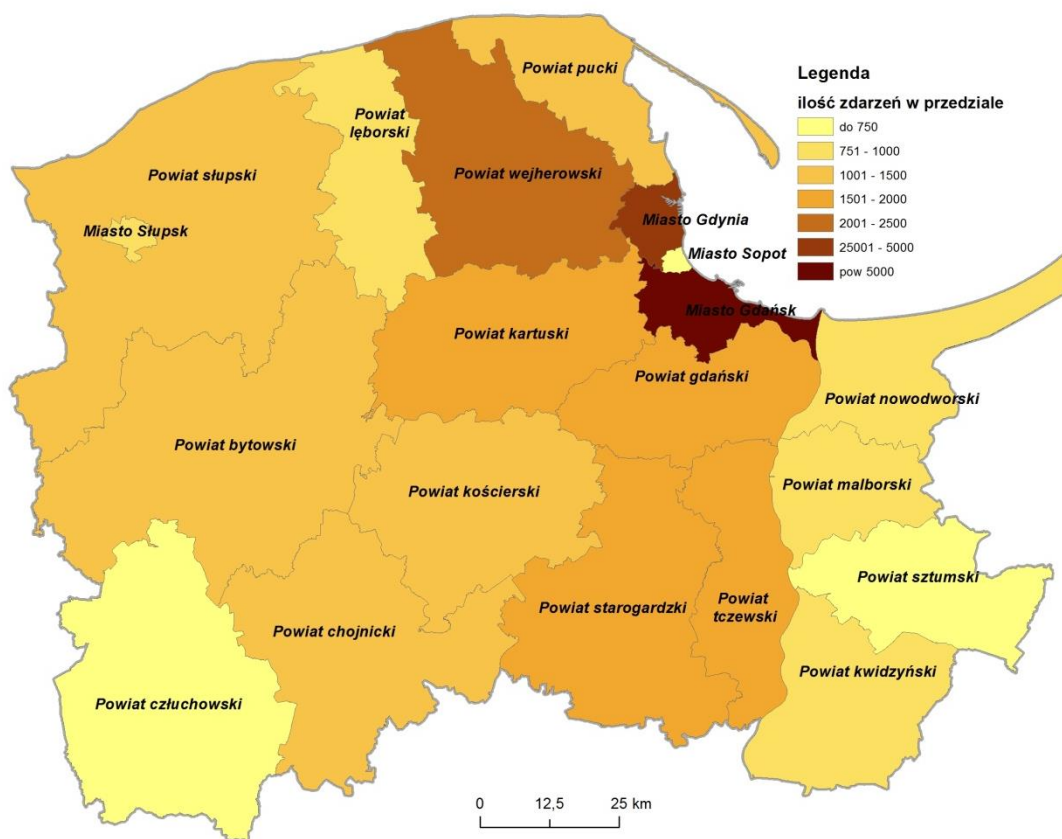 Legenda
ilość zdarzeń w przedziale
do 750
751 - 1000
1001 - 1500
1501 - 2000
2001 - 2500
25001 - 5000
pow 5000
Powiat pucki
Powiat
lęborski
Powiat słupski
Powiat wejherowski
Miasto Słupsk
Miasto Gdynia
Miasto Sopot
Miasto Gdańsk
Powiat kartuski
Powiat gdański
Powiat nowodworski
Powiat bytowski
Powiat kościerski
Powiat malborski
Powiat sztumski
Powiat starogardzki
Powiat
tczewski
Powiat chojnicki
Powiat kwidzyński
Powiat człuchowski
0 12,5 25 km